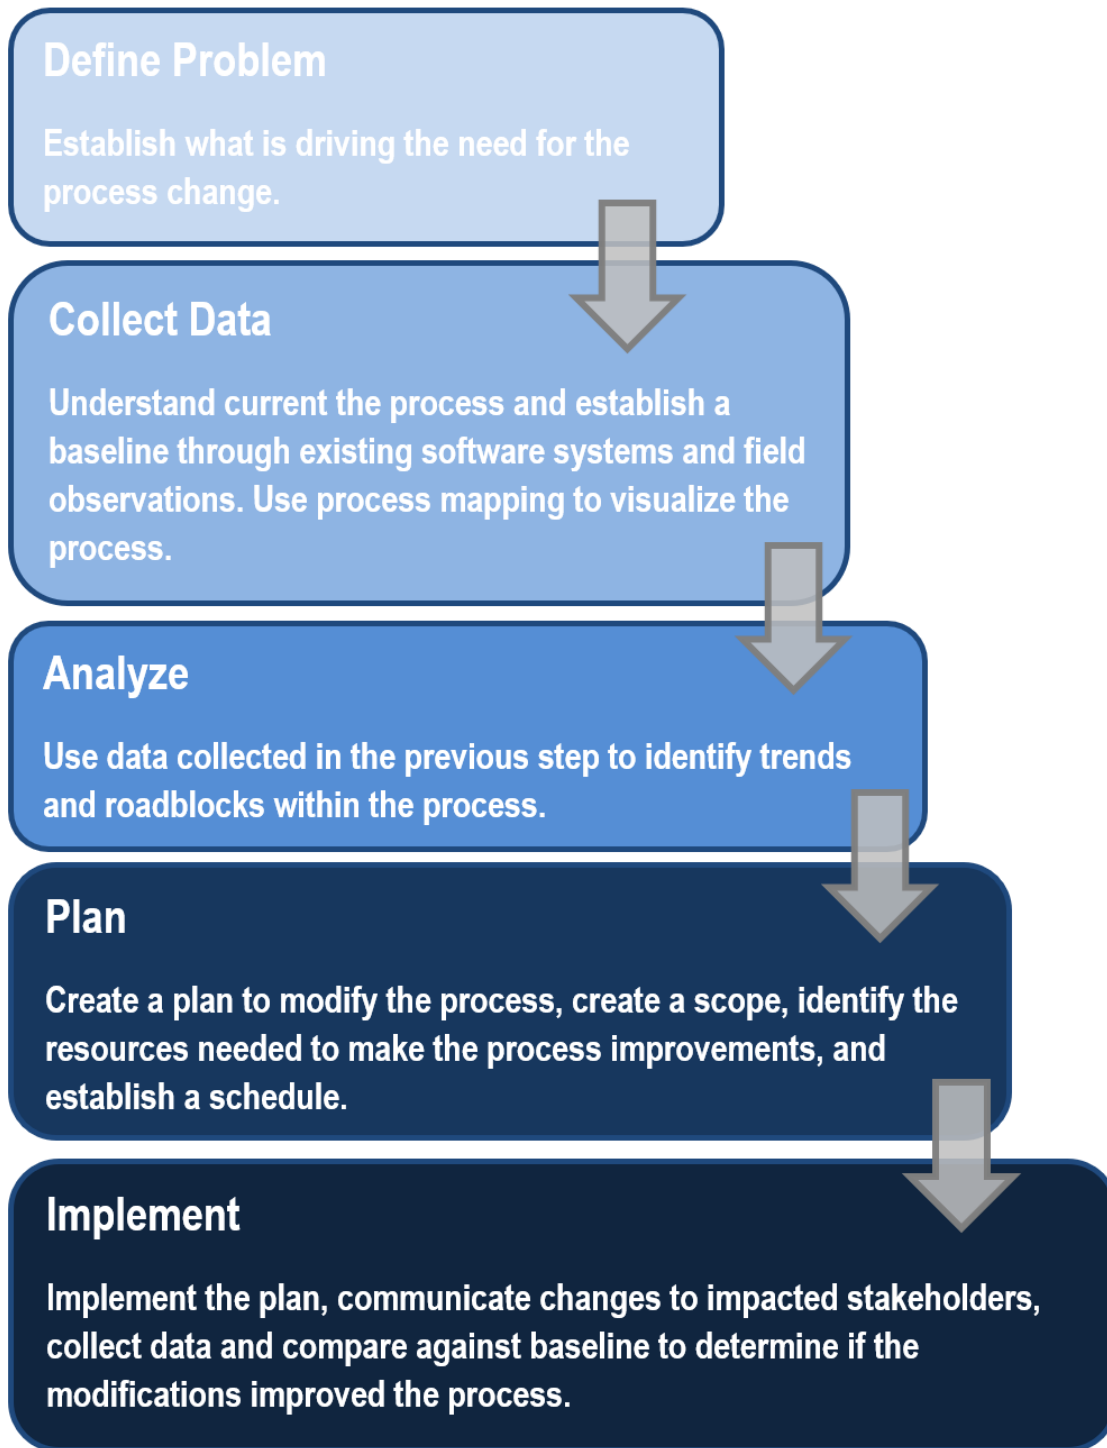 Define Problem
Establish what is driving the need for the
process change.
Collect Data
Understand current the process and establish a
baseline through existing software systems and field
observations. Use process mapping to visualize the
process.
Analyze
Use data collected in the previous step to identify trends
and roadblocks within the process.
Plan
Create a plan to modify the process, create a scope, identify the
resources needed to make the process improvements, and
establish a schedule.
Implement
Implement the plan, communicate changes to impacted stakeholders,
collect data and compare against baseline to determine if the
modifications improved the process.